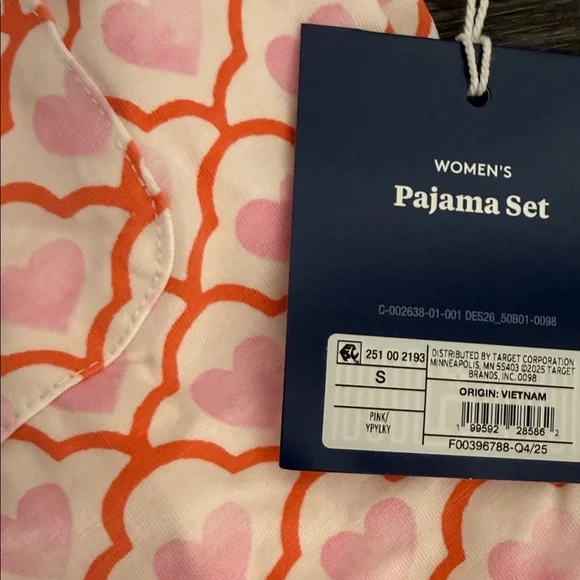 WOMEN'S
Pajama Set
C-002638-01-001 DES26_50B01-0098
251 00 2193
S
PINK/
YPYLKY
DISTRIBUTED BY TARGET CORPORATION
MINNEAPOLIS, MN 55403 ©2025 TARGET
BRANDS, INC. 0098
ORIGIN: VIETNAM
1 99592 28586 2
F00396788-Q4/25